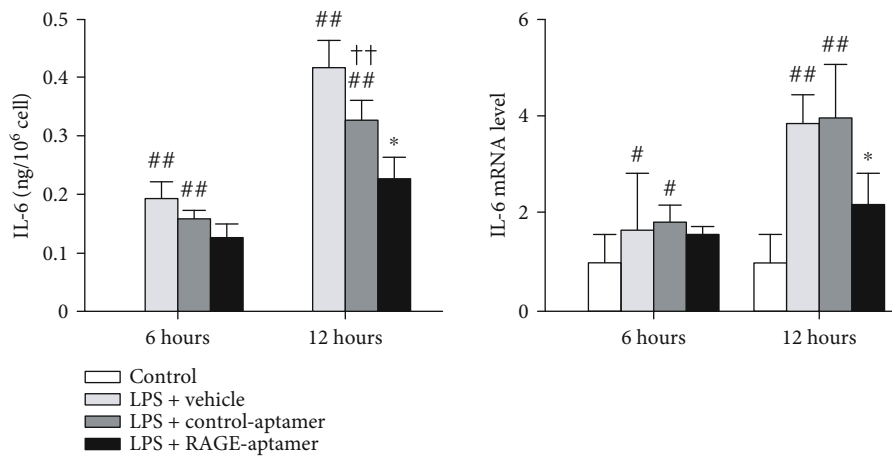 IL-6 (ng/10⁶ cell)
0.5
0.4
0.3
0.2
0.1
0
##
##
##
††
##
*
6 hours
12 hours
IL-6 mRNA level
6
4
2
0
#
#
##
##
*
6 hours
12 hours
Control
LPS + vehicle
LPS + control-aptamer
LPS + RAGE-aptamer